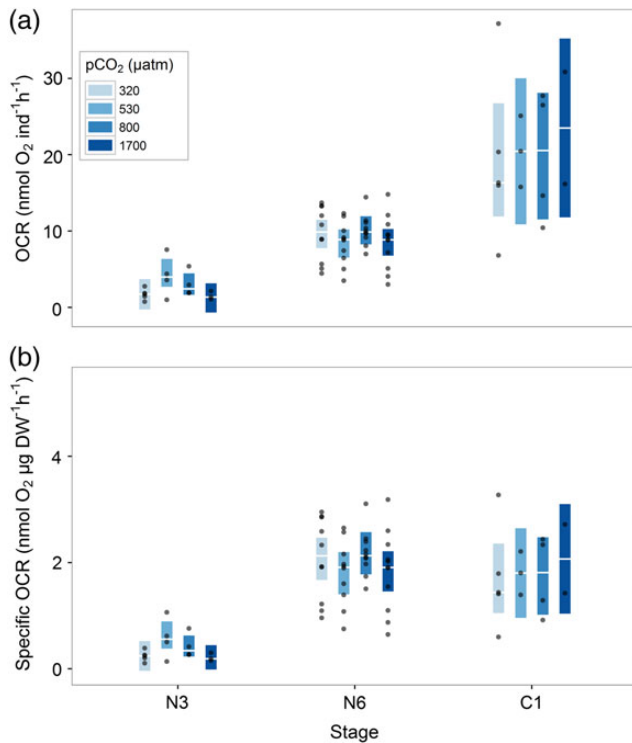 (a)
OCR (nmol O₂ ind⁻¹h⁻¹)
pCO₂ (µatm)
320
530
800
1700
30
20
10
0
(b)
Specific OCR (nmol O₂ µg DW⁻¹h⁻¹)
4
2
0
N3 N6 C1
Stage